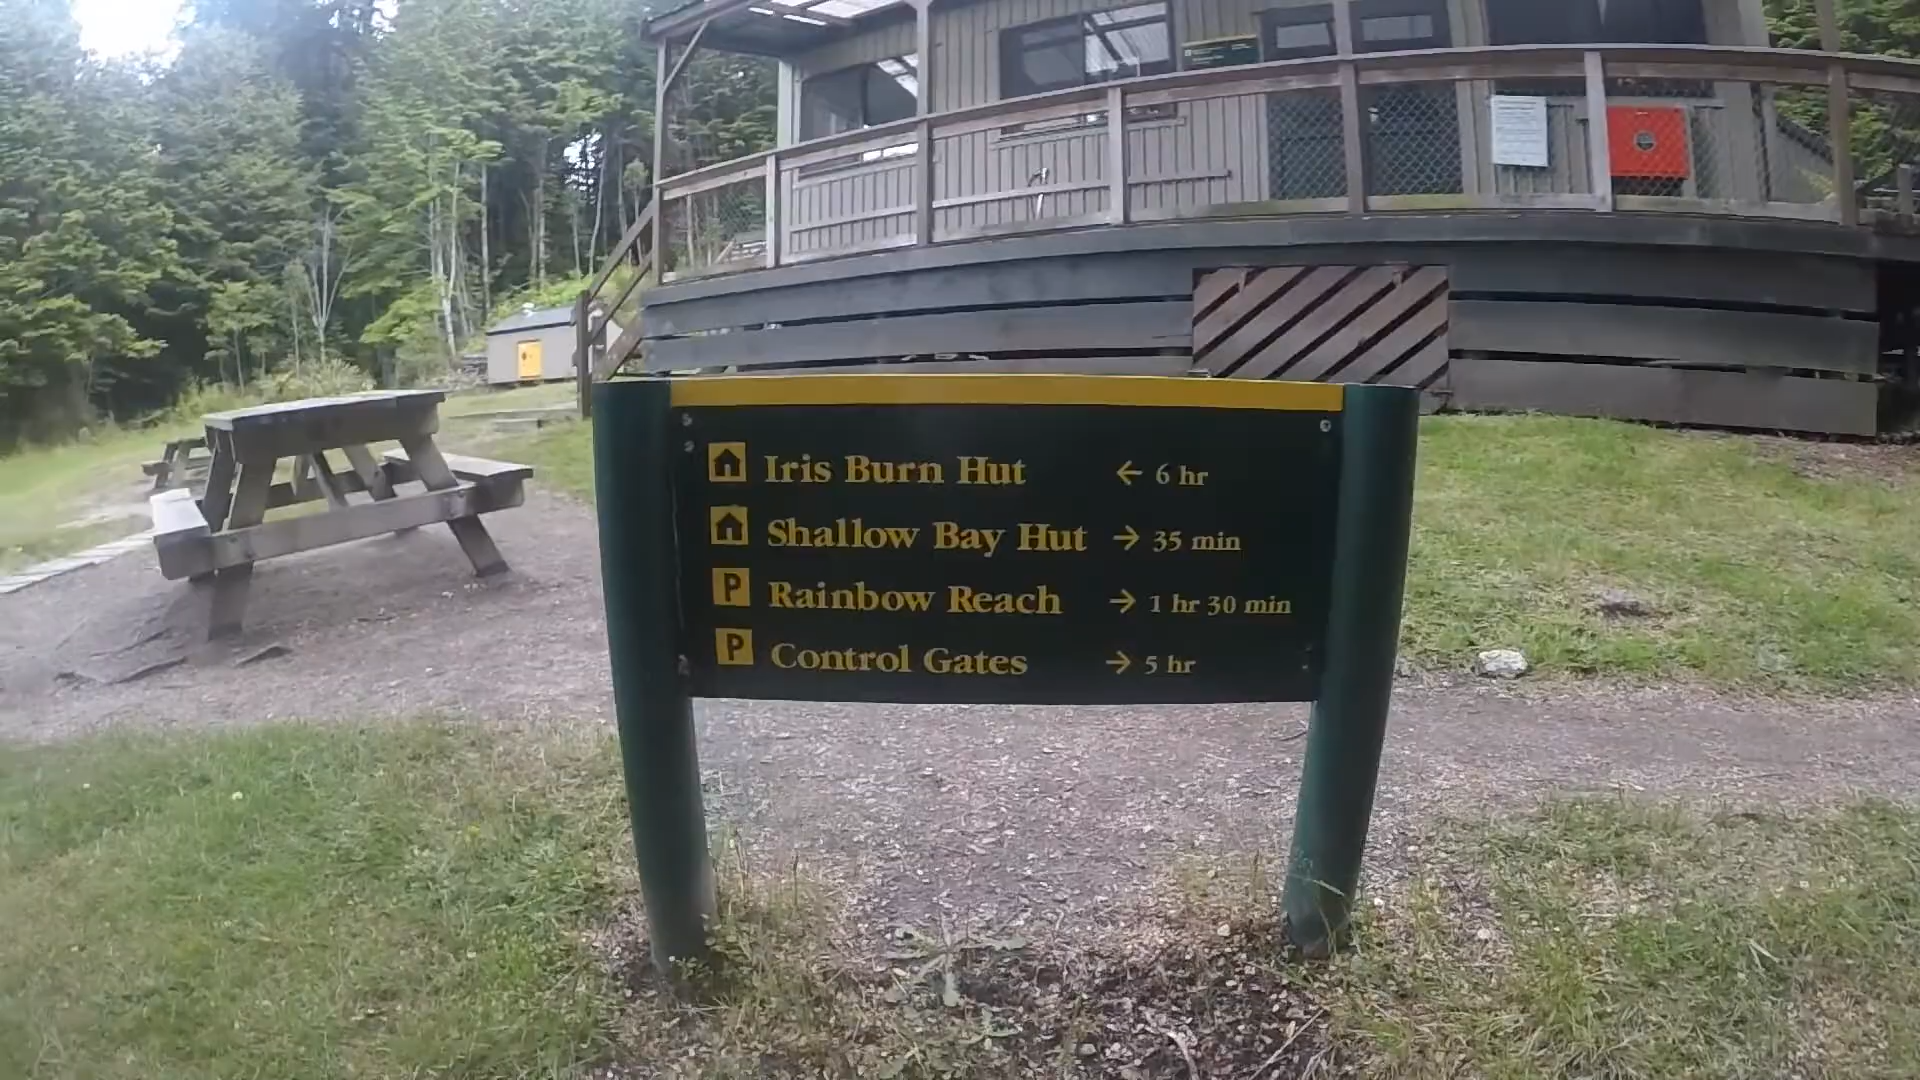 Iris Burn Hut ← 6 hr
Shallow Bay Hut → 35 min
P Rainbow Reach → 1 hr 30 min
P Control Gates → 5 hr